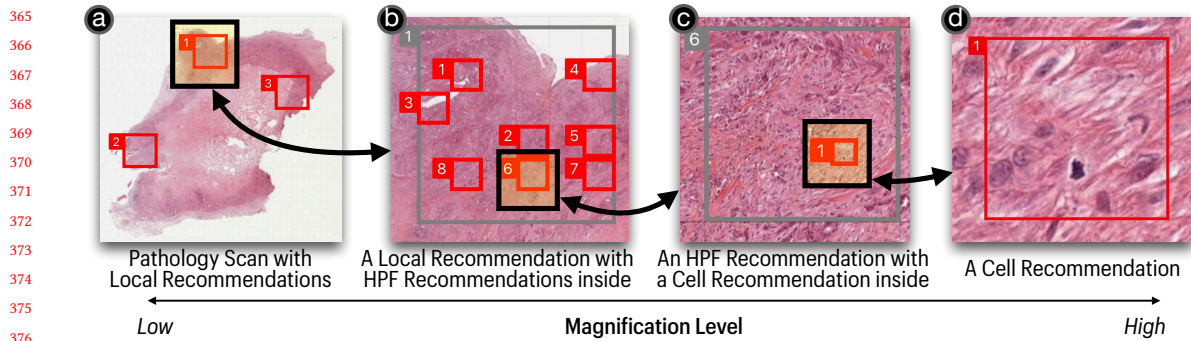 365
366
367
368
369
370
371
372
373
374
375
376
a
1
2
3
b
1
1
2
3
4
5
6
7
8
c
6
1
d
1
Pathology Scan with
Local Recommendations
A Local Recommendation with
HPF Recommendations inside
An HPF Recommendation with
a Cell Recommendation inside
A Cell Recommendation
Low
Magnification Level
High